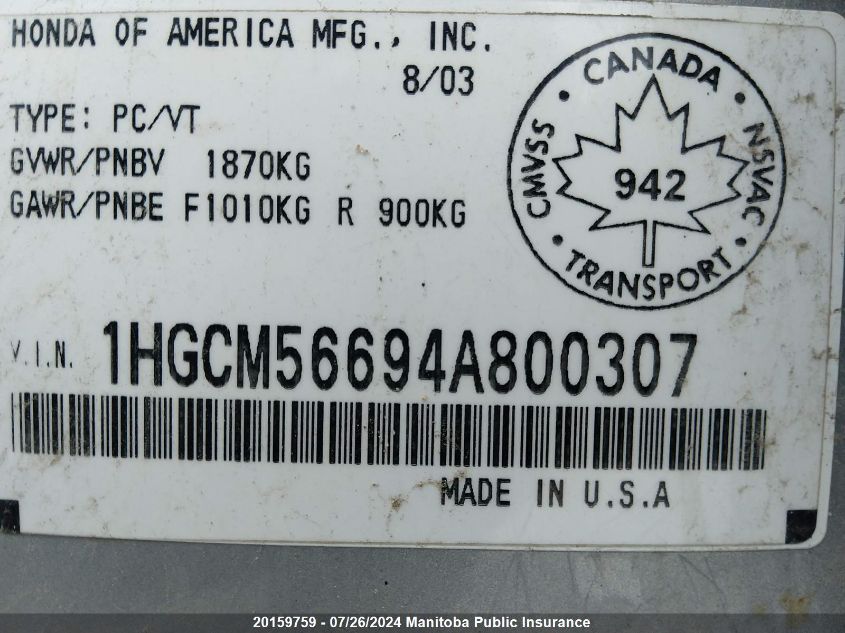 HONDA OF AMERICA MFG., INC.
8/03
TYPE: PC/VT
GVWR/PNBV 1870KG
GAWR/PNBE F1010KG R 900KG
CANADA
CMVSS
NSVAC
942
TRANSPORT
V.I.N. 1HGCM56694A800307
MADE IN U.S.A
20159759 - 07/26/2024 Manitoba Public Insurance